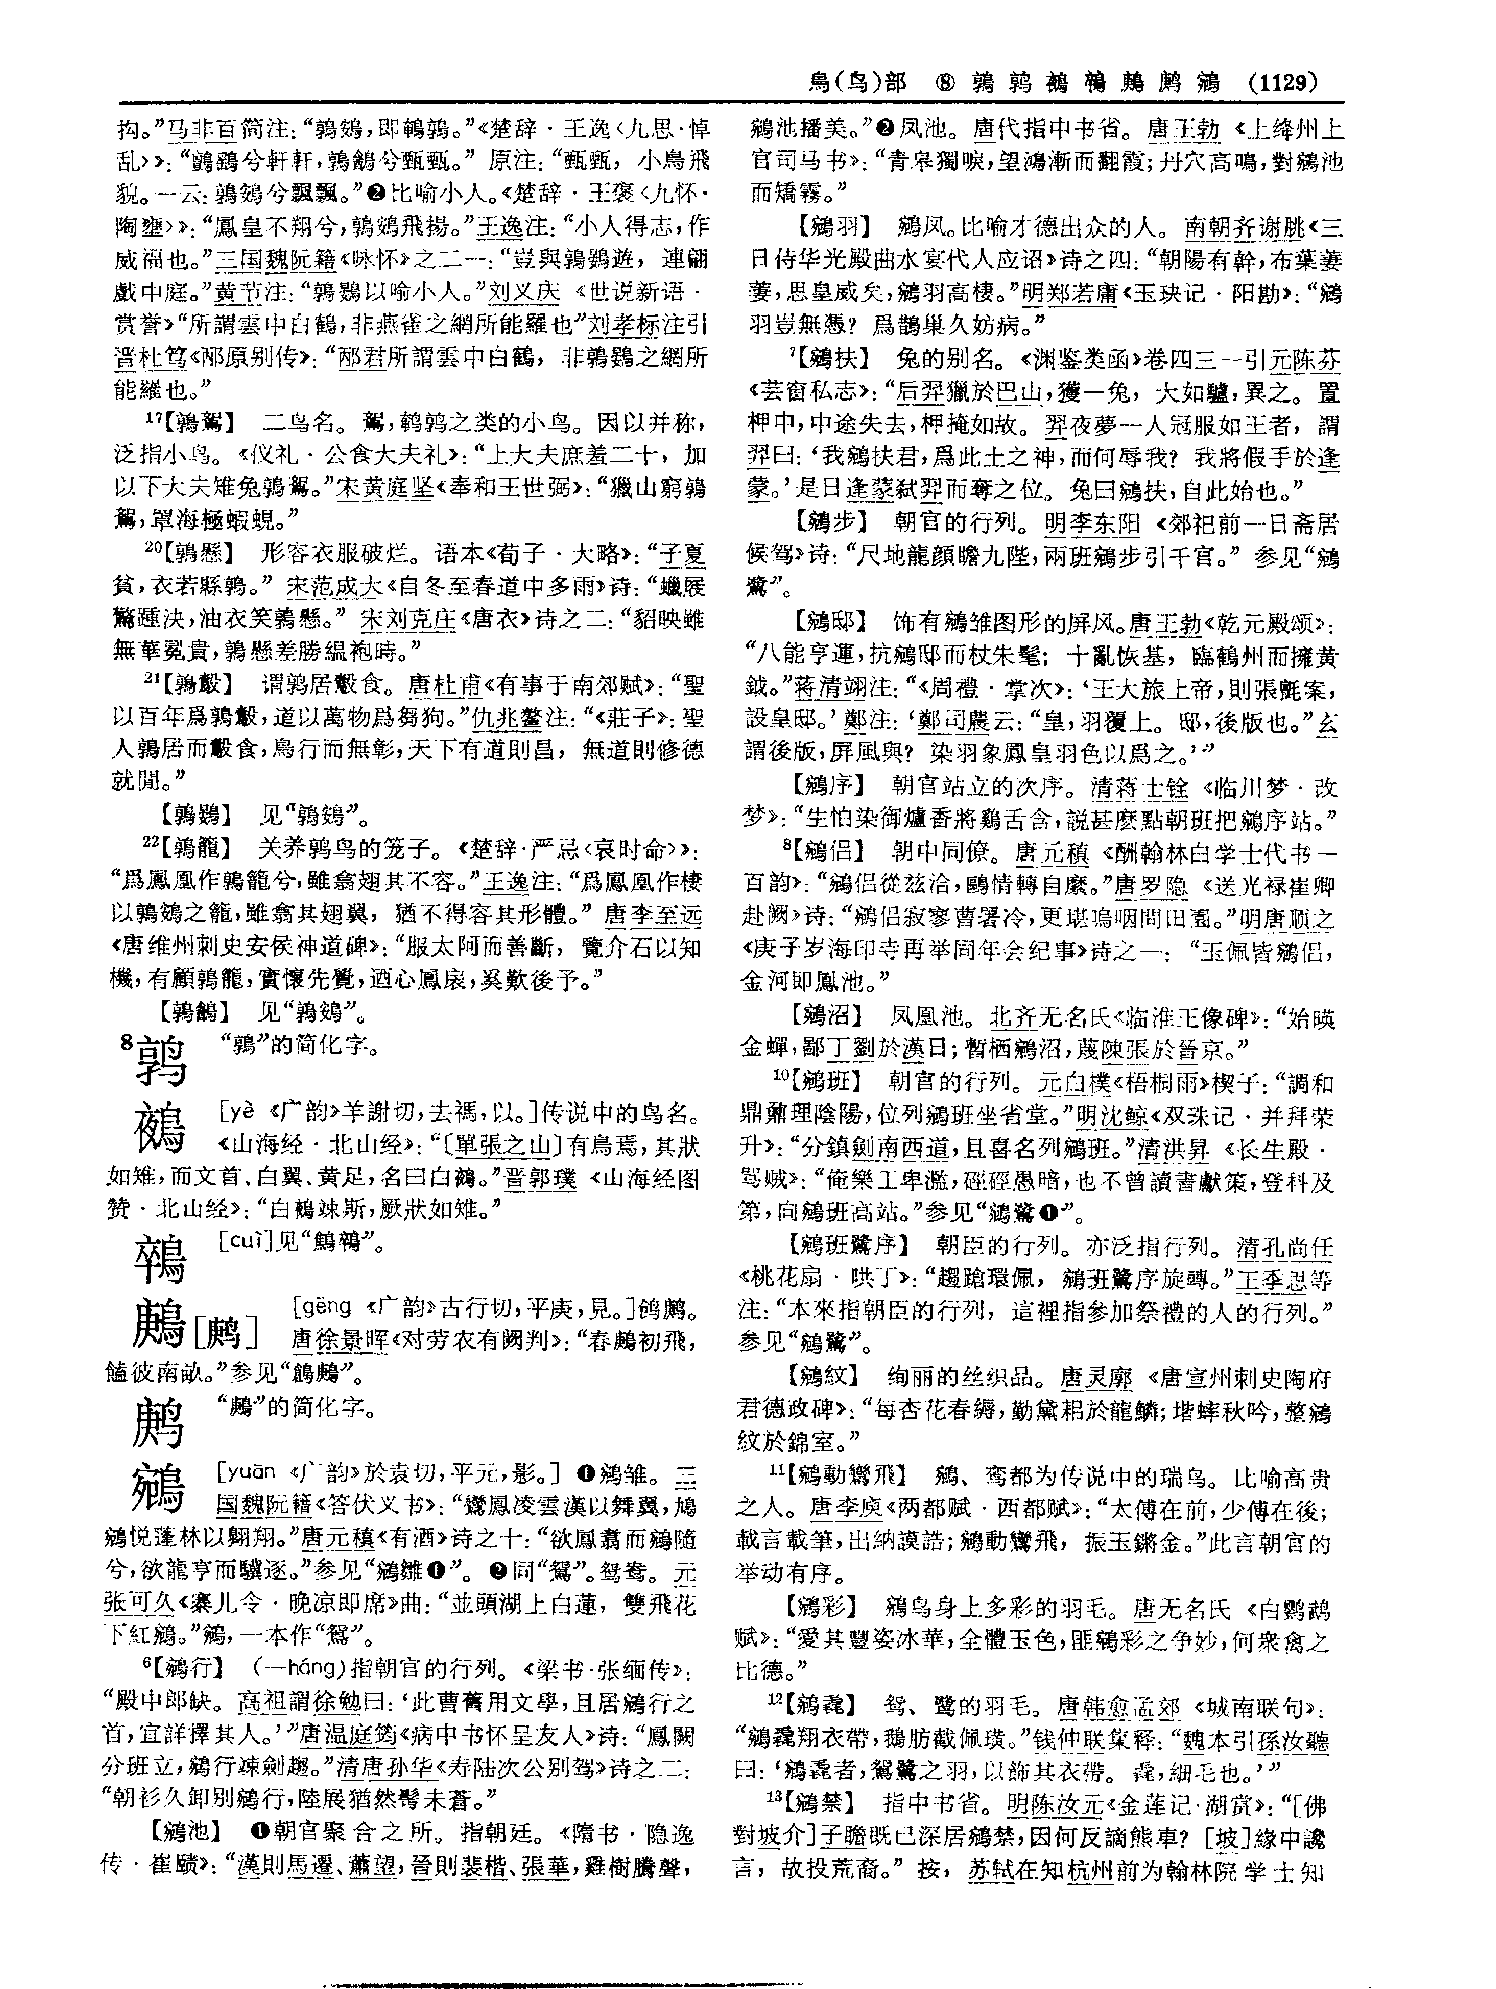 鳥(鸟)部 ⑧ 鶉 鹑 鵺 䳿 鶊 鹒 鵷 (1129)
抅。”马非百简注：“鶉鴳，即鹌鹑。”《楚辞·王逸〈九思·悼
乱〉》：“鶹鷅兮軒軒，鶉鷂兮甄甄。” 原注：“甄甄，小鳥飛
貌。一云：鶉鴳兮飄飄。”❷比喻小人。《楚辞·王褒〈九怀·
陶壅〉》：“鳳皇不翔兮，鶉鴳飛揚。”王逸注：“小人得志，作
威福也。”三国魏阮籍《咏怀》之二一：“豈與鶉鷃遊，連翩
戲中庭。”黄节注：“鶉鷃以喻小人。”刘义庆《世说新语·
赏誉》“所謂雲中白鶴，非燕雀之網所能羅也”刘孝标注引
晋杜笃《邴原别传》：“邴君所謂雲中白鶴，非鶉鷃之網所
能羅也。”
17【鶉鴽】 二鸟名。鴽，鹌鹑之类的小鸟。因以并称，
泛指小鸟。《仪礼·公食大夫礼》：“上大夫庶羞二十，加
以下大夫雉兔鶉鴽。”宋黄庭坚《奉和王世弼》：“獵山窮鶉
鴽，罩海極蝦蜆。”
20【鶉懸】 形容衣服破烂。语本《荀子·大略》：“子夏
貧，衣若縣鶉。” 宋范成大《自冬至春道中多雨》诗：“蠟屐
驚踵決，油衣笑鶉懸。” 宋刘克庄《唐衣》诗之二：“貂映雖
無華冕貴，鶉懸差勝緼袍時。”
21【鶉鷇】 谓鹑居鷇食。唐杜甫《有事于南郊赋》：“聖
以百年爲鶉鷇，道以萬物爲芻狗。”仇兆鳌注：“《莊子》：聖
人鶉居而鷇食，鳥行而無彰，天下有道則昌，無道則修德
就閒。”
【鶉鷃】 见“鶉鴳”。
22【鶉籠】 关养鹑鸟的笼子。《楚辞·严忌〈哀时命〉》：
“爲鳳凰作鶉籠兮，雖翕翅其不容。”王逸注：“爲鳳凰作棲
以鶉鴳之籠，雖翕其翅翼，猶不得容其形體。” 唐李至远
《唐维州刺史安侯神道碑》：“服太阿而善斷，覽介石以知
機，有顧鶉籠，實懷先覺，迺心鳳扆，奚歎後予。”
【鶉鷂】 见“鶉鴳”。
8鹑 “鶉”的简化字。
鵺 [yè 《广韵》羊謝切，去禡，以。]传说中的鸟名。
《山海经·北山经》：“〔單張之山〕有鳥焉，其狀
如雉，而文首、白翼、黄足，名曰白鵺。”晋郭璞《山海经图
赞·北山经》：“白鵺竦斯，厥狀如雉。”
䳿 [cuì]见“鷦䳿”。
鶊[鹒] [gēng 《广韵》古行切，平庚，見。]鸧鹒。
唐徐景晖《对劳农有阙判》：“春鶊初飛，
饁彼南畝。”参见“鶬鶊”。
鹒 “鶊”的简化字。
鵷 [yuān 《广韵》於袁切，平元，影。] ❶鵷雏。三
国魏阮籍《答伏义书》：“鸞鳳凌雲漢以舞翼，鳩
鵷悦蓬林以翱翔。”唐元稹《有酒》诗之十：“欲鳳翥而鵷隨
兮，欲龍亨而驥逐。”参见“鵷雛❶”。 ❷同“鴛”。鸳鸯。元
张可久《寨儿令·晚凉即席》曲：“並頭湖上白蓮，雙飛花
下紅鵷。”鵷，一本作“鴛”。
6【鵷行】 (—háng)指朝官的行列。《梁书·张缅传》：
“殿中郎缺。高祖謂徐勉曰：‘此曹舊用文學，且居鵷行之
首，宜詳擇其人。’”唐温庭筠《病中书怀呈友人》诗：“鳳闕
分班立，鵷行竦劍趨。”清唐孙华《寿陆次公别驾》诗之二：
“朝衫久卸别鵷行，陸展猶然髩未蒼。”
【鵷池】 ❶朝官聚合之所。指朝廷。《隋书·隐逸
传·崔赜》：“漢則馬遷、蕭望，晉則裴楷、張華，雞樹騰聲，
鵷池播美。”❷凤池。唐代指中书省。唐王勃《上绛州上
官司马书》：“青皐獨唳，望鴻漸而翻霞；丹穴高鳴，對鵷池
而矯霧。”
【鵷羽】 鵷凤。比喻才德出众的人。南朝齐谢朓《三
日侍华光殿曲水宴代人应诏》诗之四：“朝陽有幹，布葉萋
萋，思皇威矣，鵷羽高棲。”明郑若庸《玉玦记·阳勘》：“鵷
羽豈無憑？爲鵲巢久妨病。”
7【鵷扶】 兔的别名。《渊鉴类函》卷四三一引元陈芬
《芸窗私志》：“后羿獵於巴山，獲一兔，大如驢，異之。置
柙中，中途失去，柙掩如故。羿夜夢一人冠服如王者，謂
羿曰：‘我鵷扶君，爲此土之神，而何辱我？我將假手於逢
蒙。’是日逢蒙弑羿而奪之位。兔曰鵷扶，自此始也。”
【鵷步】 朝官的行列。明李东阳《郊祀前一日斋居
候驾》诗：“尺地龍顔瞻九陛，兩班鵷步引千官。” 参见“鵷
鷺”。
【鵷邸】 饰有鵷雏图形的屏风。唐王勃《乾元殿颂》：
“八能亨運，抗鵷邸而杖朱髦；十亂恢基，臨鶴州而擁黄
鉞。”蒋清翊注：“《周禮·掌次》：‘王大旅上帝，則張氈案，
設皇邸。’鄭注：‘鄭司農云：“皇，羽覆上。邸，後版也。”玄
謂後版，屏風與？染羽象鳳皇羽色以爲之。’”
【鵷序】 朝官站立的次序。清蒋士铨《临川梦·改
梦》：“生怕染御爐香將鷄舌含，説甚麽點朝班把鵷序站。”
8【鵷侣】 朝中同僚。唐元稹《酬翰林白学士代书一
百韵》：“鵷侣從兹洽，鷗情轉自縻。”唐罗隐《送光禄崔卿
赴阙》诗：“鵷侣寂寥曹署冷，更堪嗚咽問田園。”明唐顺之
《庚子岁海印寺再举同年会纪事》诗之一：“玉佩皆鵷侣，
金河即鳳池。”
【鵷沼】 凤凰池。北齐无名氏《临淮王像碑》：“始暎
金蟬，鄙丁劉於漢日；暫栖鵷沼，蔑陳張於晉京。”
10【鵷班】 朝官的行列。元白樸《梧桐雨》楔子：“調和
鼎鼐理陰陽，位列鵷班坐省堂。”明沈鲸《双珠记·并拜荣
升》：“分鎮劍南西道，且喜名列鵷班。”清洪昇《长生殿·
骂贼》：“俺樂工卑濫，硜硜愚暗，也不曾讀書獻策，登科及
第，向鵷班高站。”参见“鵷鷺❶”。
【鵷班鷺序】 朝臣的行列。亦泛指行列。清孔尚任
《桃花扇·哄丁》：“趨蹌環佩，鵷班鷺序旋轉。”王季思等
注：“本來指朝臣的行列，這裡指参加祭禮的人的行列。”
参见“鵷鷺”。
【鵷紋】 绚丽的丝织品。唐灵廓《唐宣州刺史陶府
君德政碑》：“每杏花春縟，勤黛耜於龍鱗；堦蟀秋吟，整鵷
紋於錦室。”
11【鵷動鸞飛】 鵷、鸾都为传说中的瑞鸟。比喻高贵
之人。唐李庾《两都赋·西都赋》：“太傅在前，少傅在後；
載言載筆，出納謨誥；鵷動鸞飛，振玉鏘金。”此言朝官的
举动有序。
【鵷彩】 鵷鸟身上多彩的羽毛。唐无名氏《白鹦鹉
赋》：“愛其豐姿冰華，全體玉色，匪鵷彩之争妙，何衆禽之
比德。”
12【鵷毳】 鸳、鹭的羽毛。唐韩愈孟郊《城南联句》：
“鵷毳翔衣帶，鵝肪截佩璜。”钱仲联集释：“魏本引孫汝聽
曰：‘鵷毳者，鴛鷺之羽，以飾其衣帶。毳，細毛也。’”
13【鵷禁】 指中书省。明陈汝元《金莲记·湖赏》：“[佛
對坡介]子瞻既已深居鵷禁，因何反謫熊車？[坡]緣中讒
言，故投荒裔。” 按，苏轼在知杭州前为翰林院学士知